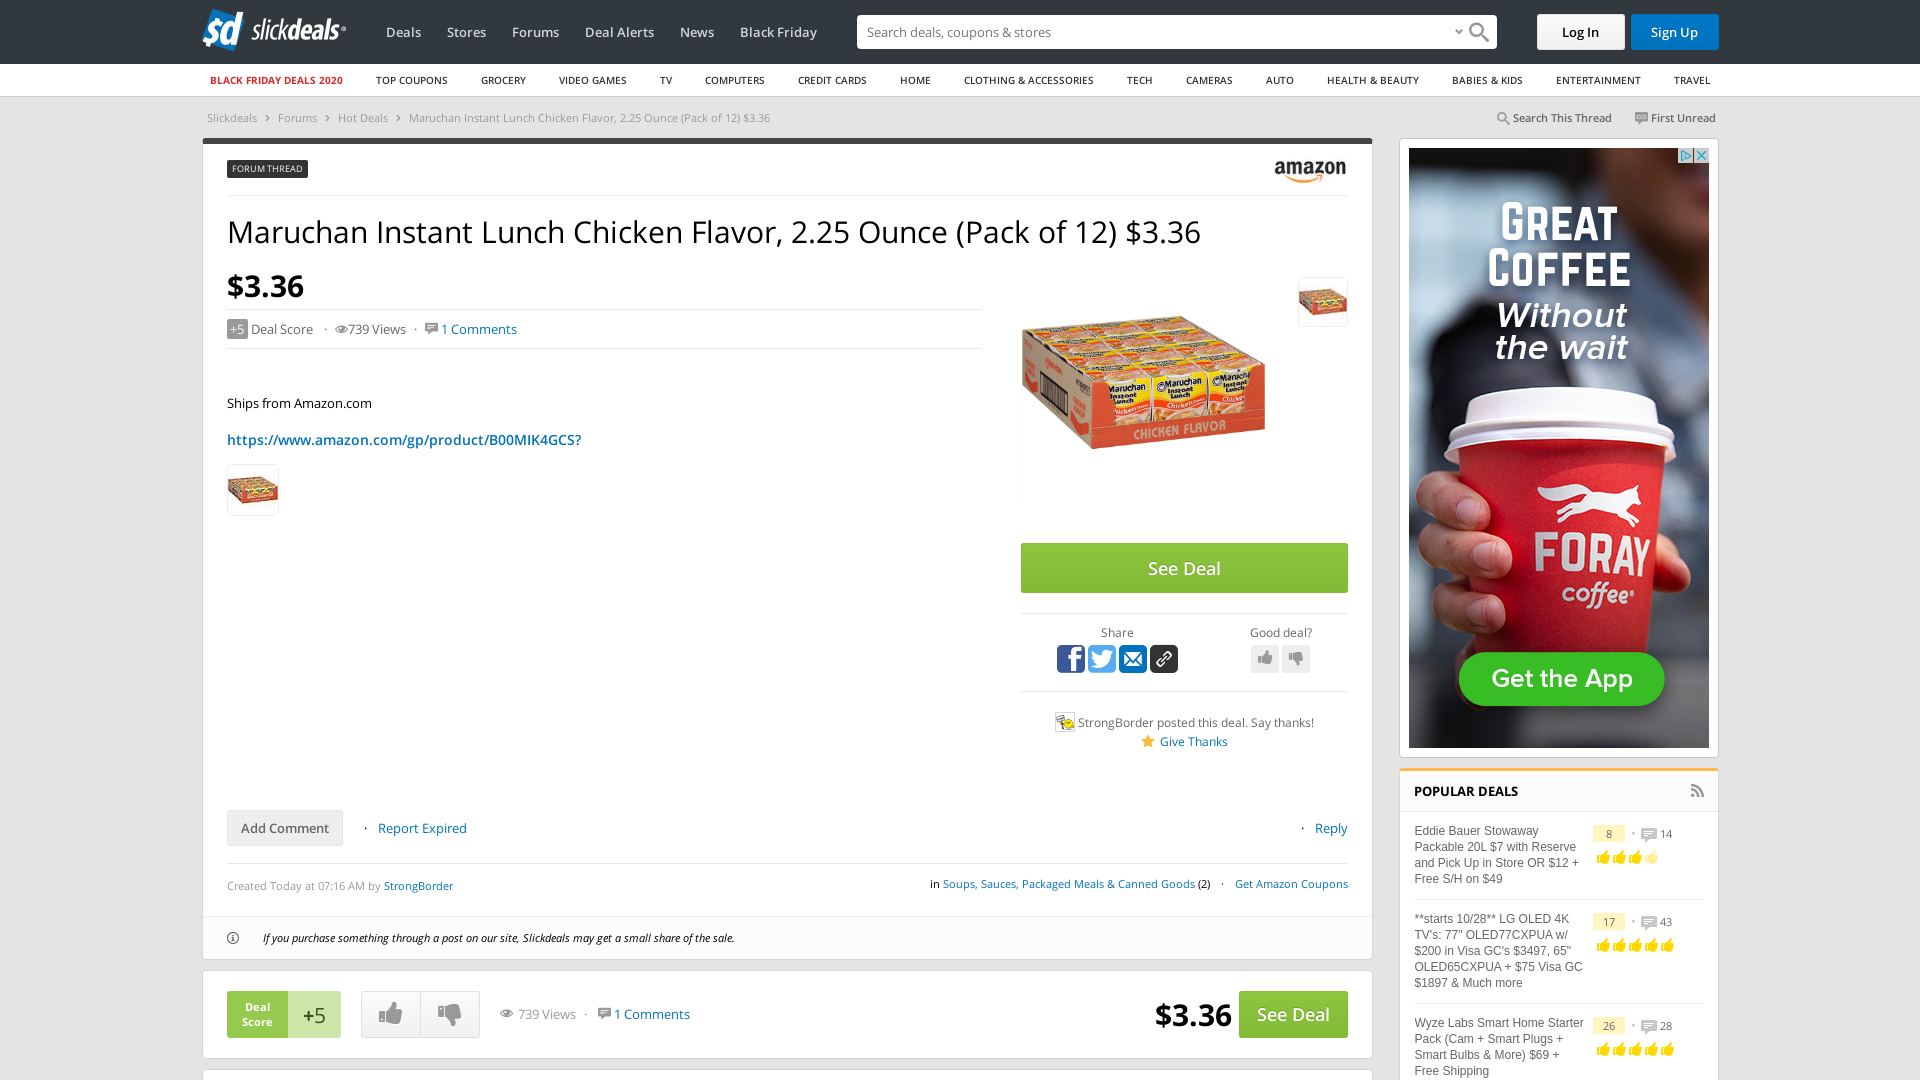 sd slickdeals
Deals
Stores
Forums
Deal Alerts
News
Black Friday
Search deals, coupons & stores
Log In
Sign Up
BLACK FRIDAY DEALS 2020
TOP COUPONS
GROCERY
VIDEO GAMES
TV
COMPUTERS
CREDIT CARDS
HOME
CLOTHING & ACCESSORIES
TECH
CAMERAS
AUTO
HEALTH & BEAUTY
BABIES & KIDS
ENTERTAINMENT
TRAVEL
Slickdeals › Forums › Hot Deals › Maruchan Instant Lunch Chicken Flavor, 2.25 Ounce (Pack of 12) $3.36
Search This Thread
First Unread
FORUM THREAD
amazon
Maruchan Instant Lunch Chicken Flavor, 2.25 Ounce (Pack of 12) $3.36
$3.36
+5 Deal Score · 739 Views · 1 Comments
Ships from Amazon.com
https://www.amazon.com/gp/product/B00MIK4GCS?
Maruchan Instant Lunch
CHICKEN FLAVOR
See Deal
Share
Good deal?
StrongBorder posted this deal. Say thanks!
Give Thanks
Add Comment
· Report Expired
· Reply
Created Today at 07:16 AM by StrongBorder
in Soups, Sauces, Packaged Meals & Canned Goods (2) · Get Amazon Coupons
If you purchase something through a post on our site, Slickdeals may get a small share of the sale.
Deal
Score
+5
739 Views · 1 Comments
$3.36
See Deal
GREAT
COFFEE
Without
the wait
FORAY
coffee
Get the App
POPULAR DEALS
Eddie Bauer Stowaway
Packable 20L $7 with Reserve
and Pick Up in Store OR $12 +
Free S/H on $49
8 • 14
**starts 10/28** LG OLED 4K
TV's: 77" OLED77CXPUA w/
$200 in Visa GC's $3497, 65"
OLED65CXPUA + $75 Visa GC
$1897 & Much more
17 • 43
Wyze Labs Smart Home Starter
Pack (Cam + Smart Plugs +
Smart Bulbs & More) $69 +
Free Shipping
26 • 28